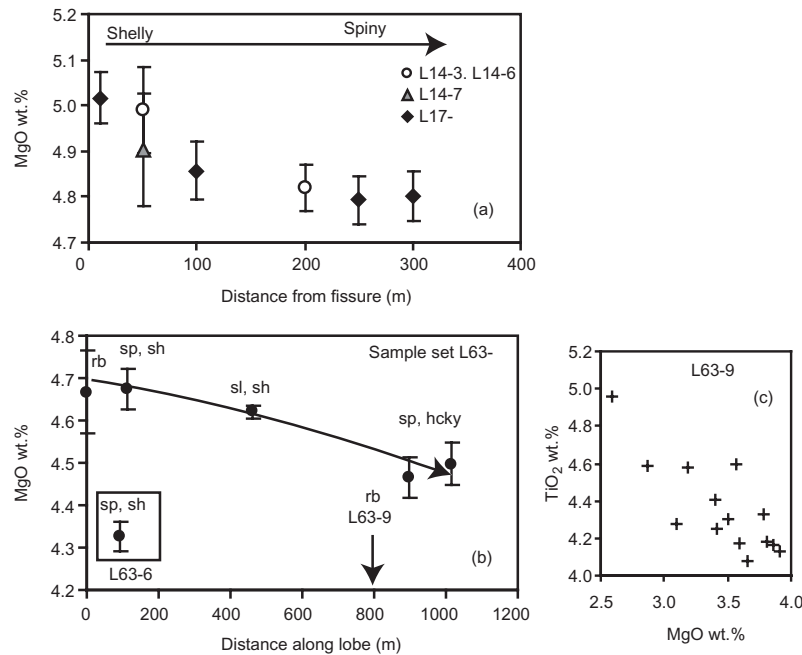 5.2
5.1
5.0
4.9
4.8
4.7
MgO wt.%
Shelly
Spiny
L14-3. L14-6
L14-7
L17-
(a)
0
100
200
300
400
Distance from fissure (m)
4.8
4.7
4.6
4.5
4.4
4.3
4.2
MgO wt.%
rb
sp, sh
sl, sh
Sample set L63-
sp, hcky
rb
L63-9
sp, sh
L63-6
(b)
0
200
400
600
800
1000
1200
Distance along lobe (m)
5.2
5.0
4.8
4.6
4.4
4.2
4.0
TiO2 wt.%
L63-9
(c)
2.5
3.0
3.5
4.0
MgO wt.%